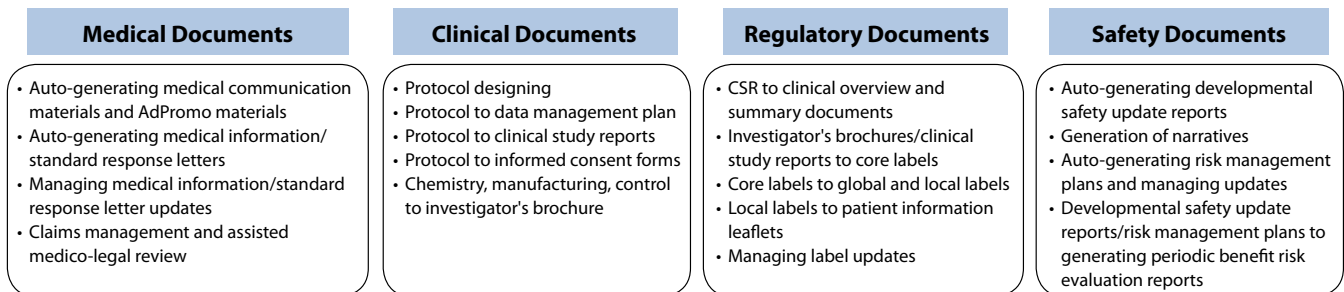 Medical Documents
• Auto-generating medical communication
materials and AdPromo materials
• Auto-generating medical information/
standard response letters
• Managing medical information/standard
response letter updates
• Claims management and assisted
medico-legal review
Clinical Documents
• Protocol designing
• Protocol to data management plan
• Protocol to clinical study reports
• Protocol to informed consent forms
• Chemistry, manufacturing, control
to investigator's brochure
Regulatory Documents
• CSR to clinical overview and
summary documents
• Investigator's brochures/clinical
study reports to core labels
• Core labels to global and local labels
• Local labels to patient information
leaflets
• Managing label updates
Safety Documents
• Auto-generating developmental
safety update reports
• Generation of narratives
• Auto-generating risk management
plans and managing updates
• Developmental safety update
reports/risk management plans to
generating periodic benefit risk
evaluation reports